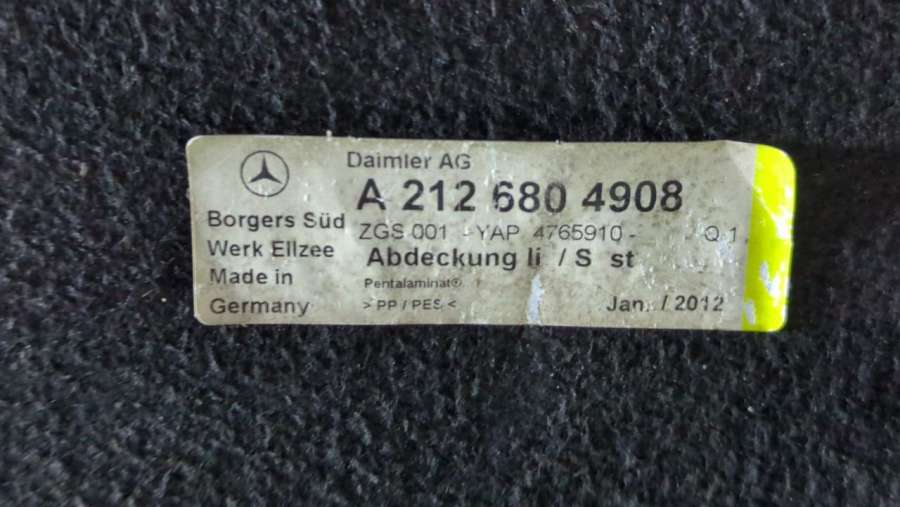 Daimler AG
A 212 680 4908
Borgers Süd
Werk Ellzee
Made in
Germany
ZGS 001 - YAP 4765910 - Q 1
Abdeckung li / S st
Pentalaminat®
> PP / PES <
Jan. / 2012